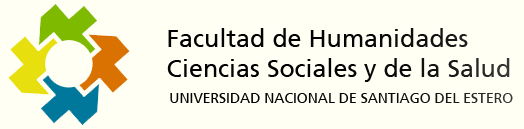 Facultad de Humanidades
Ciencias Sociales y de la Salud
UNIVERSIDAD NACIONAL DE SANTIAGO DEL ESTERO